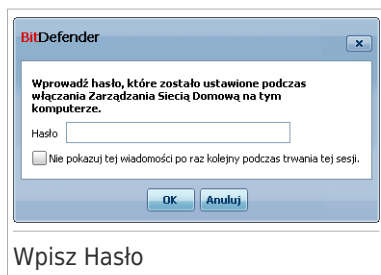 BitDefender
Wprowadź hasło, które zostało ustawione podczas
włączania Zarządzania Siecią Domową na tym
komputerze.
Hasło
Nie pokazuj tej wiadomości po raz kolejny podczas trwania tej sesji.
OK Anuluj
Wpisz Hasło